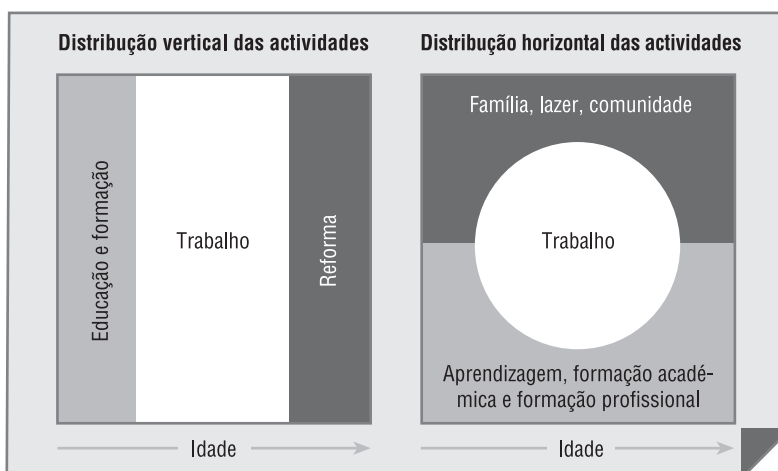 Distribução vertical das actividades
Educação e formação
Trabalho
Reforma
Idade
Distribução horizontal das actividades
Família, lazer, comunidade
Trabalho
Aprendizagem, formação acadé-
mica e formação profissional
Idade